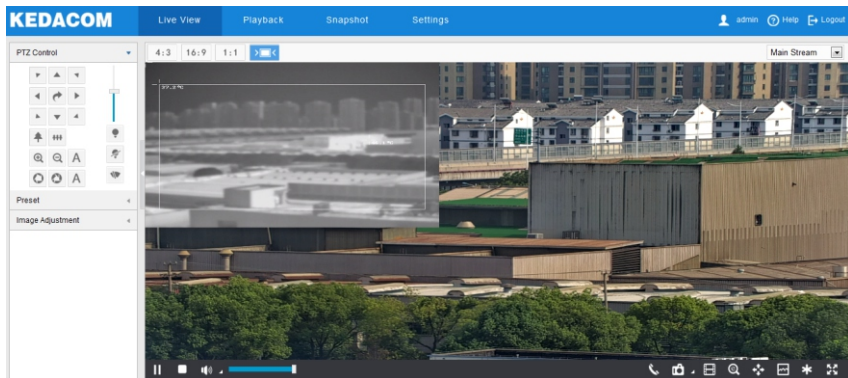 KEDACOM
Live View Playback Snapshot Settings
admin Help Logout
PTZ Control
4:3 16:9 1:1
Main Stream
A
A
Preset
Image Adjustment